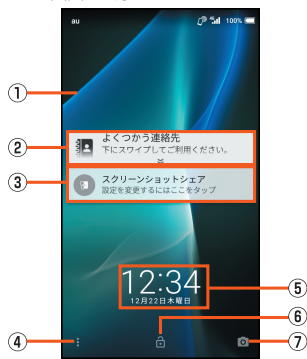 au 4G 100%
①
よくつかう連絡先
② 下にスワイプしてご利用ください。
スクリーンショットシェア
③ 設定を変更するにはここをタップ
12:34
⑤
12月22日木曜日
⑥
④
⑦